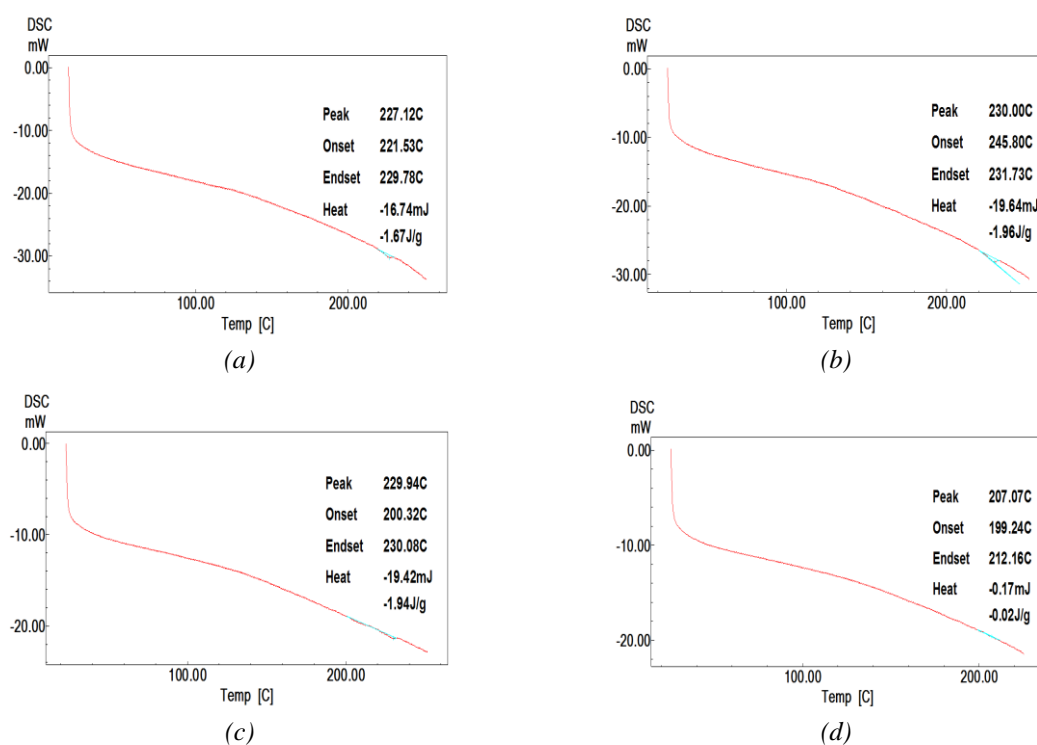 DSC
mW
0.00
-10.00
-20.00
-30.00
Peak 227.12C
Onset 221.53C
Endset 229.78C
Heat -16.74mJ
-1.67J/g
100.00 200.00
Temp [C]
(a)
DSC
mW
0.00
-10.00
-20.00
-30.00
Peak 230.00C
Onset 245.80C
Endset 231.73C
Heat -19.64mJ
-1.96J/g
100.00 200.00
Temp [C]
(b)
DSC
mW
0.00
-10.00
-20.00
Peak 229.94C
Onset 200.32C
Endset 230.08C
Heat -19.42mJ
-1.94J/g
100.00 200.00
Temp [C]
(c)
DSC
mW
0.00
-10.00
-20.00
Peak 207.07C
Onset 199.24C
Endset 212.16C
Heat -0.17mJ
-0.02J/g
100.00 200.00
Temp [C]
(d)